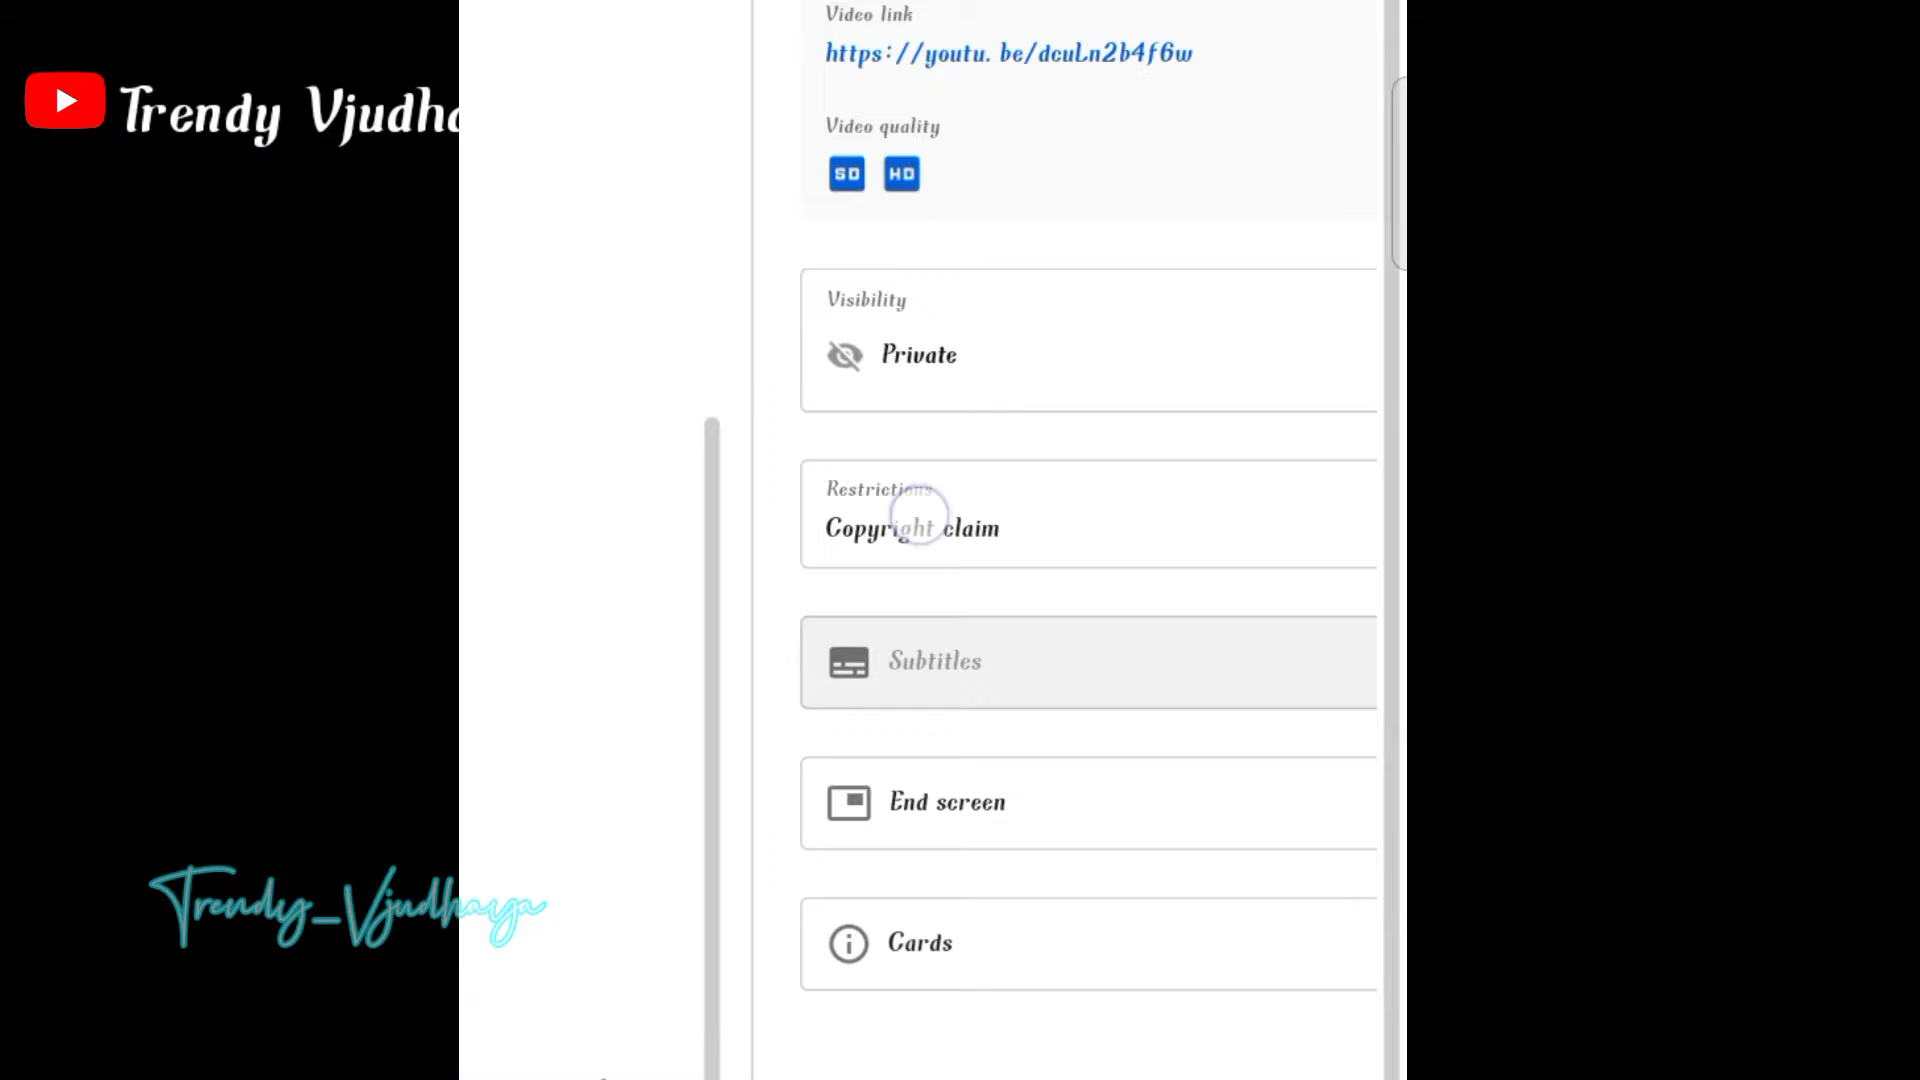 Video link
https://youtu. be/dcuLn2b4f6w
Trendy Vjudha
Video quality
SD HD
Visibility
Private
Restrictions
Copyright claim
Subtitles
End screen
Trendy_Vjudhaya
Cards